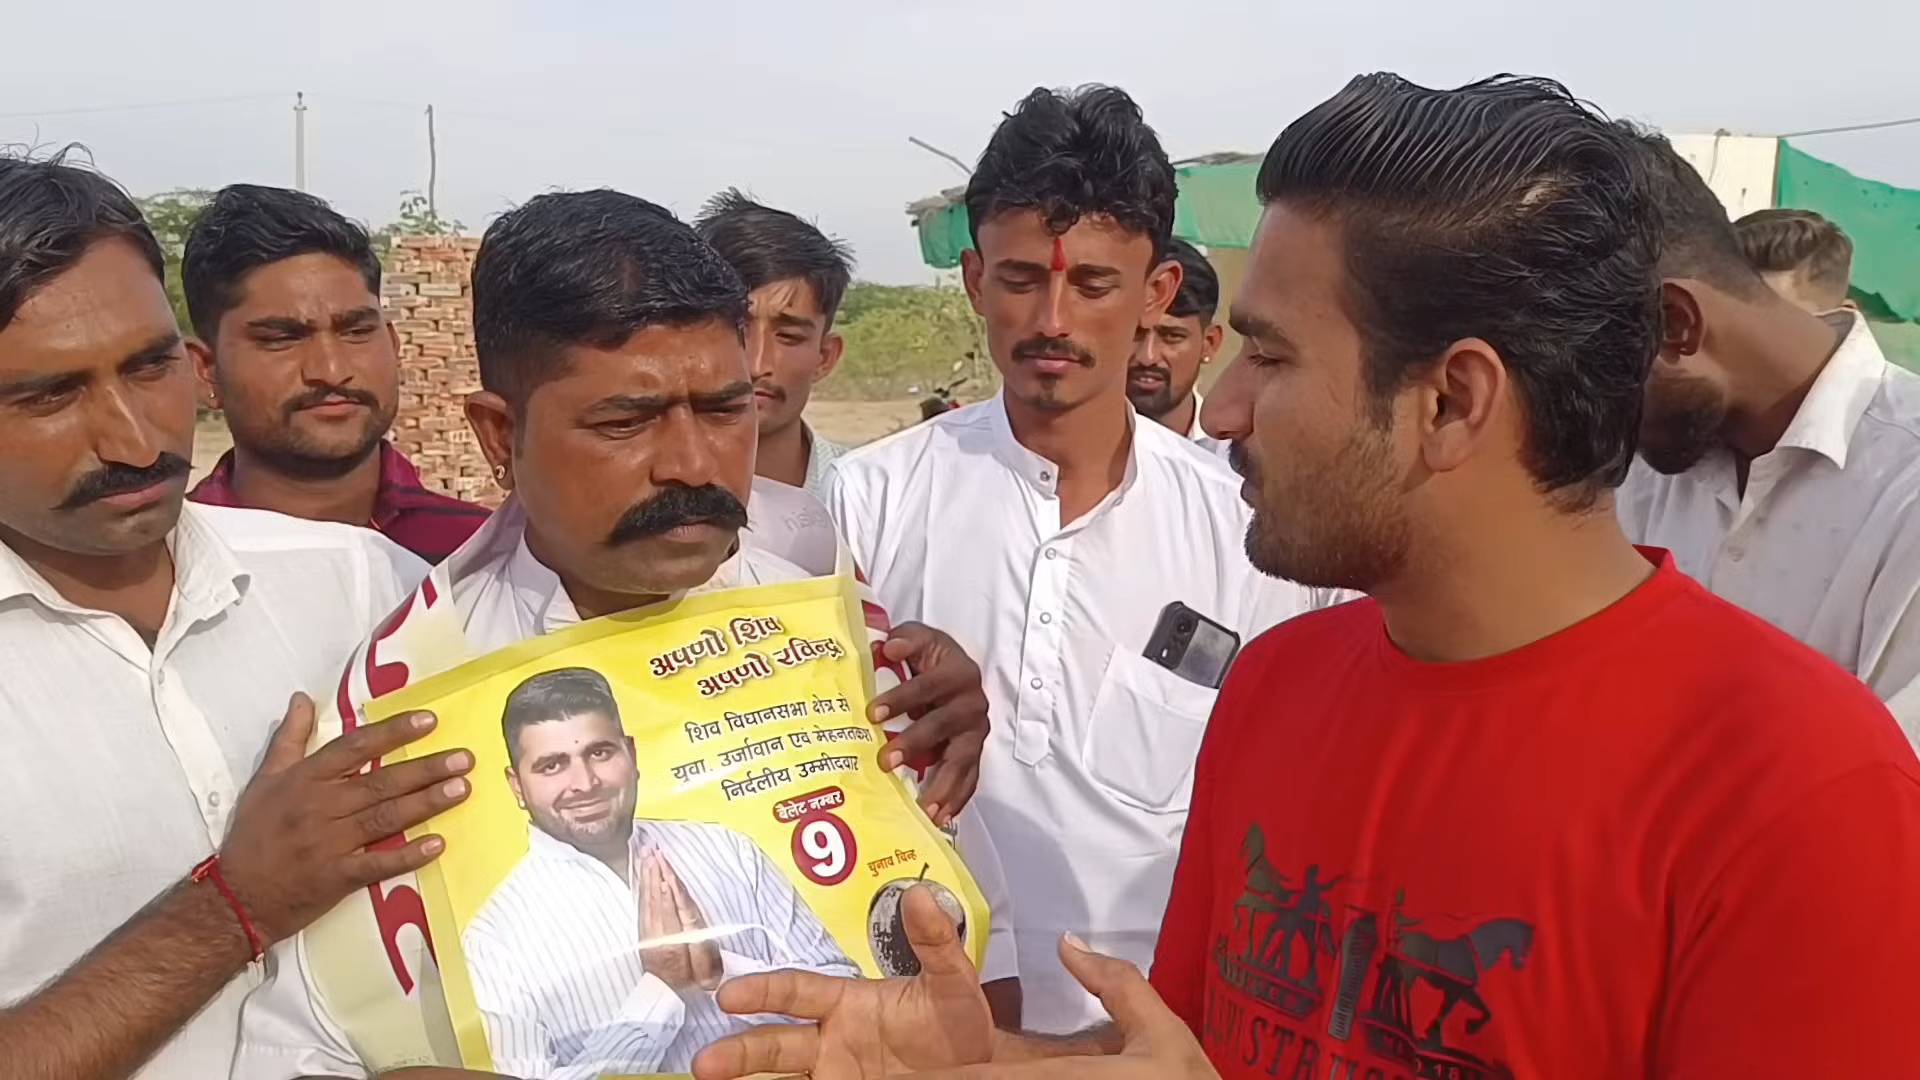 अपणो शिव
अपणो रविन्द्र
शिव विधानसभा क्षेत्र से
युवा, उर्जावान एवं मेहनतकश
निर्दलीय उम्मीदवार
बैलेट नम्बर
9
चुनाव चिन्ह